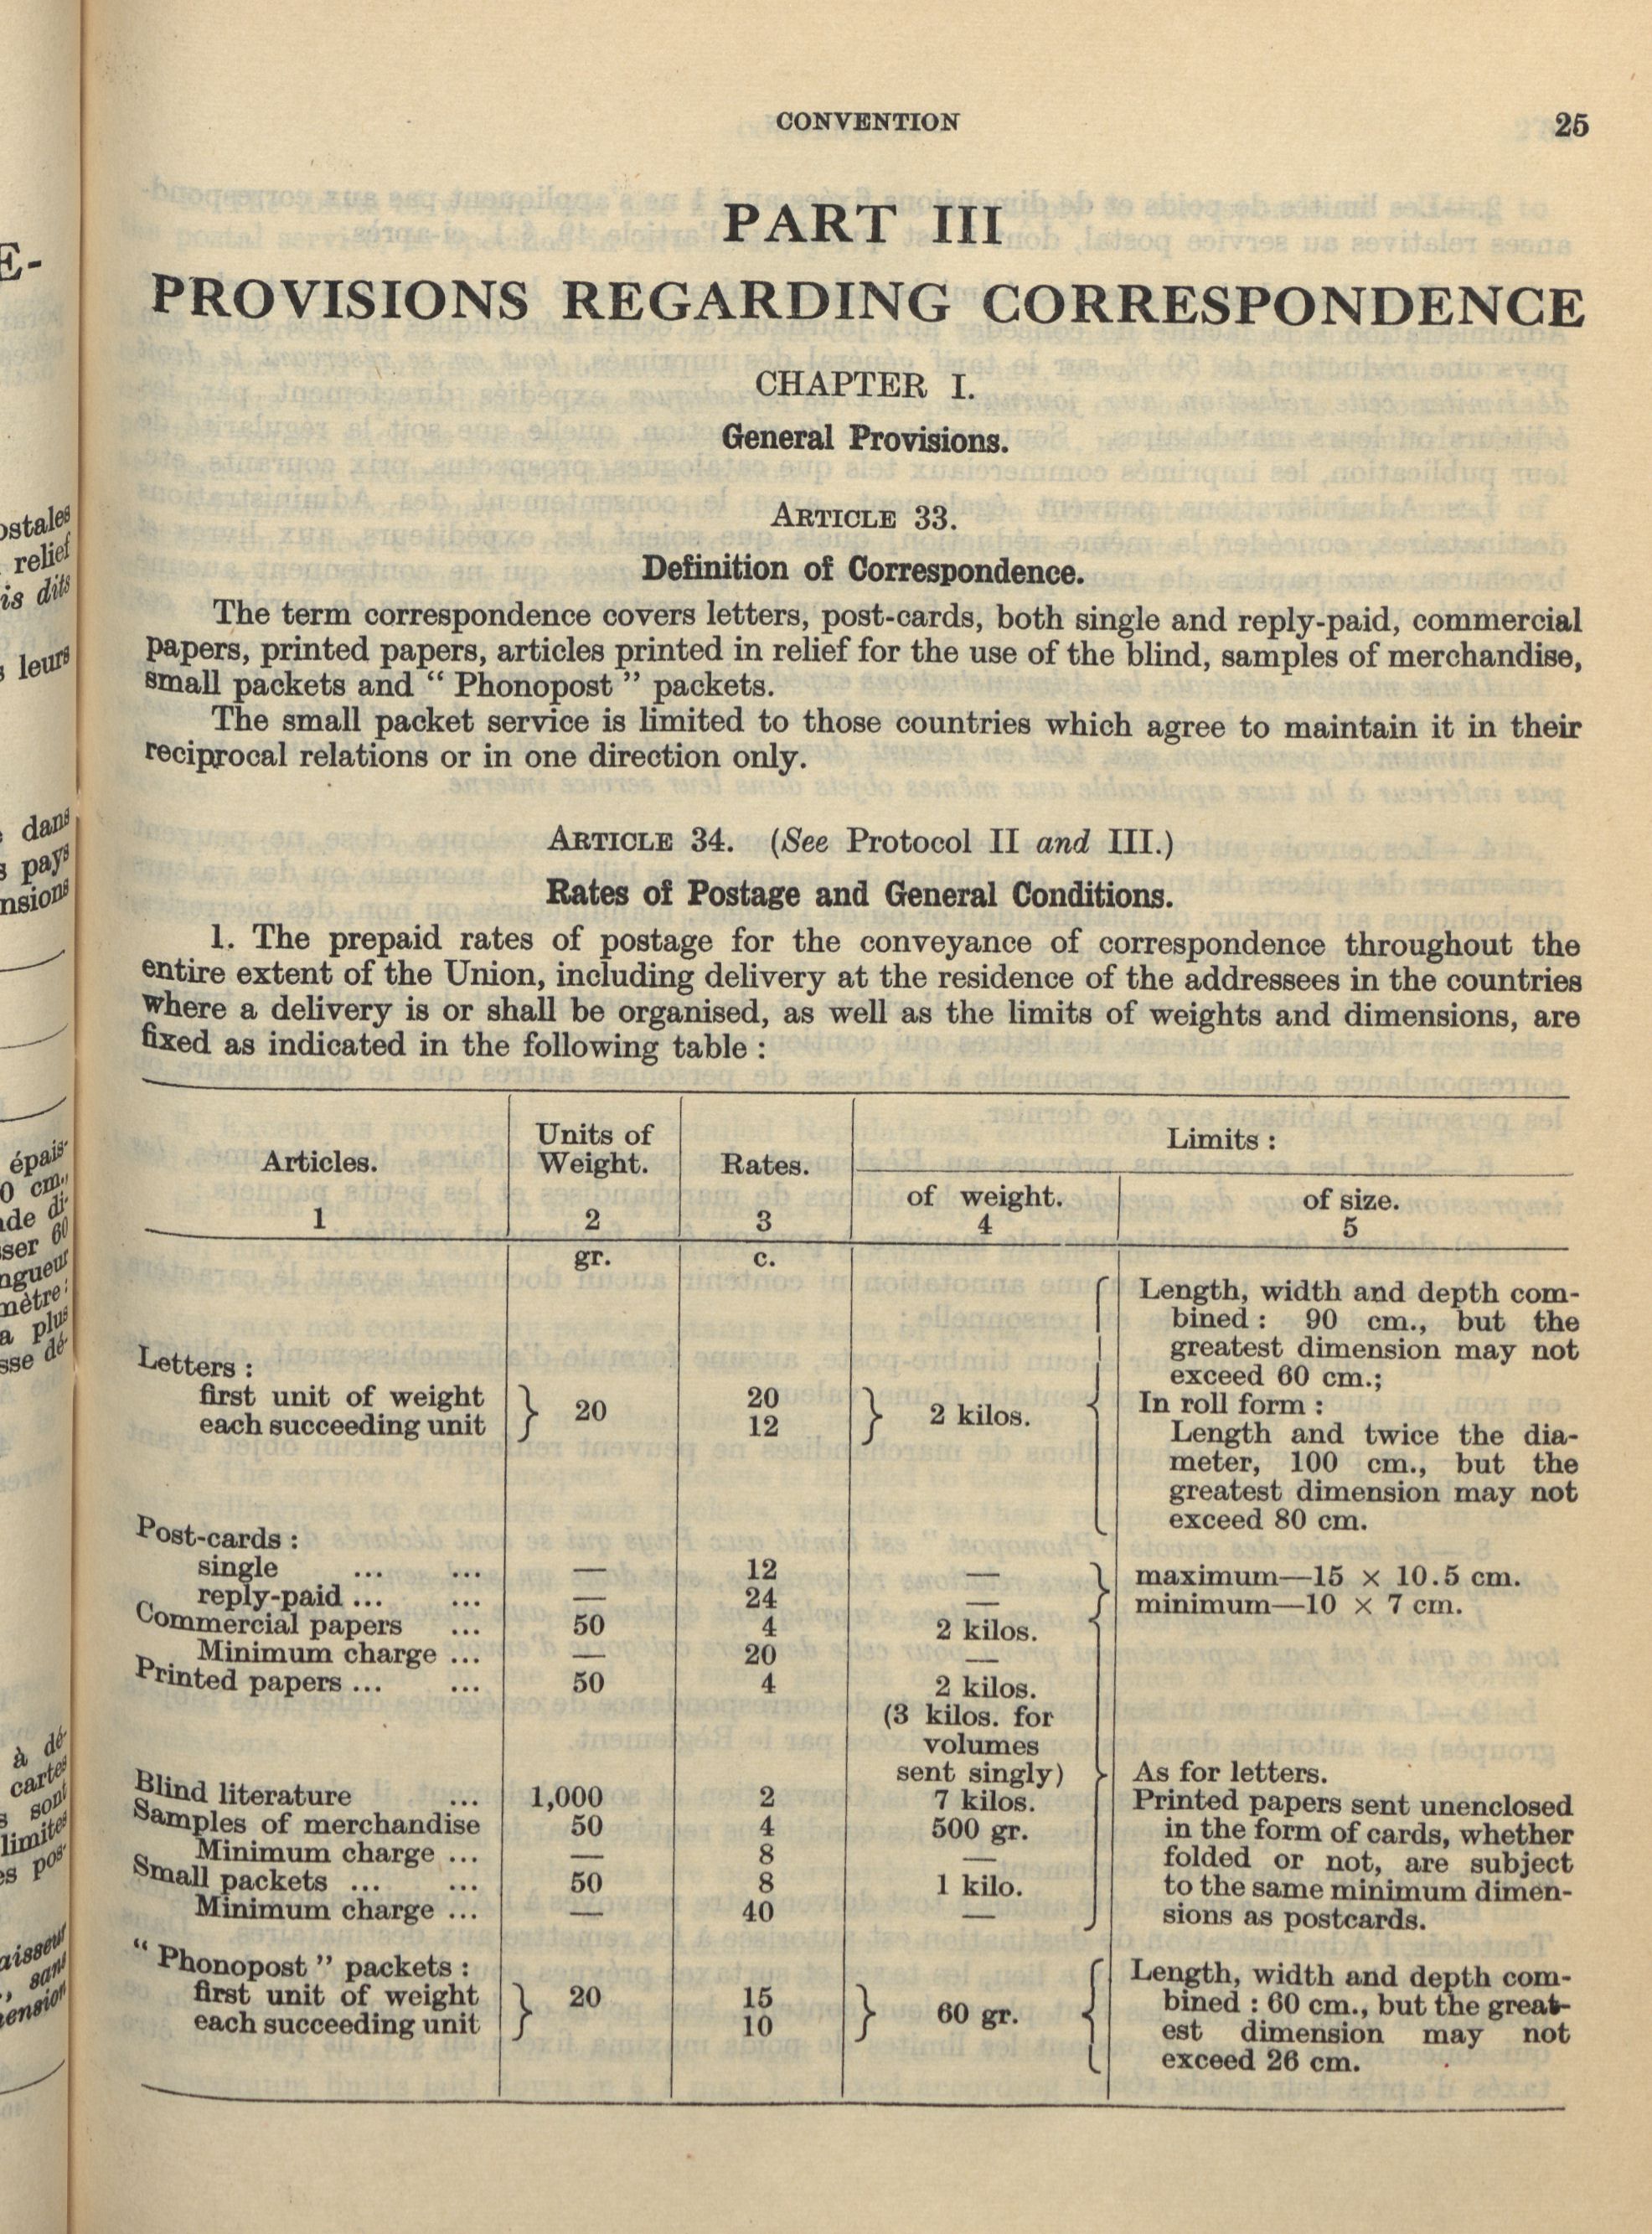 CONVENTION 25
PART III
PROVISIONS REGARDING CORRESPONDENCE
CHAPTER I.
General Provisions.
ARTICLE 33.
Definition of Correspondence.
The term correspondence covers letters, post-cards, both single and reply-paid, commercial
papers, printed papers, articles printed in relief for the use of the blind, samples of merchandise,
small packets and “ Phonopost ” packets.
The small packet service is limited to those countries which agree to maintain it in their
reciprocal relations or in one direction only.
ARTICLE 34. (See Protocol II and III.)
Rates of Postage and General Conditions.
1. The prepaid rates of postage for the conveyance of correspondence throughout the
entire extent of the Union, including delivery at the residence of the addressees in the countries
where a delivery is or shall be organised, as well as the limits of weights and dimensions, are
fixed as indicated in the following table :
Articles. Units of Weight. Rates. Limits :
of weight. of size.
1 2 3 4 5
gr. c.
Length, width and depth com-
bined : 90 cm., but the
greatest dimension may not
exceed 60 cm.;
In roll form :
Length and twice the dia-
meter, 100 cm., but the
greatest dimension may not
exceed 80 cm.
Letters :
first unit of weight 20 20 2 kilos.
each succeeding unit 12
Post-cards :
single ... ... — 12 — maximum—15 × 10.5 cm.
reply-paid ... ... — 24 — minimum—10 × 7 cm.
Commercial papers ... 50 4 2 kilos.
Minimum charge ... — 20 —
Printed papers ... ... 50 4 2 kilos.
(3 kilos. for
volumes
sent singly) As for letters.
Blind literature ... 1,000 2 7 kilos. Printed papers sent unenclosed
Samples of merchandise 50 4 500 gr. in the form of cards, whether
Minimum charge ... — 8 — folded or not, are subject
Small packets ... ... 50 8 1 kilo. to the same minimum dimen-
Minimum charge ... — 40 — sions as postcards.
“ Phonopost ” packets : Length, width and depth com-
first unit of weight 20 15 60 gr. bined : 60 cm., but the great-
each succeeding unit 10 est dimension may not
exceed 26 cm.